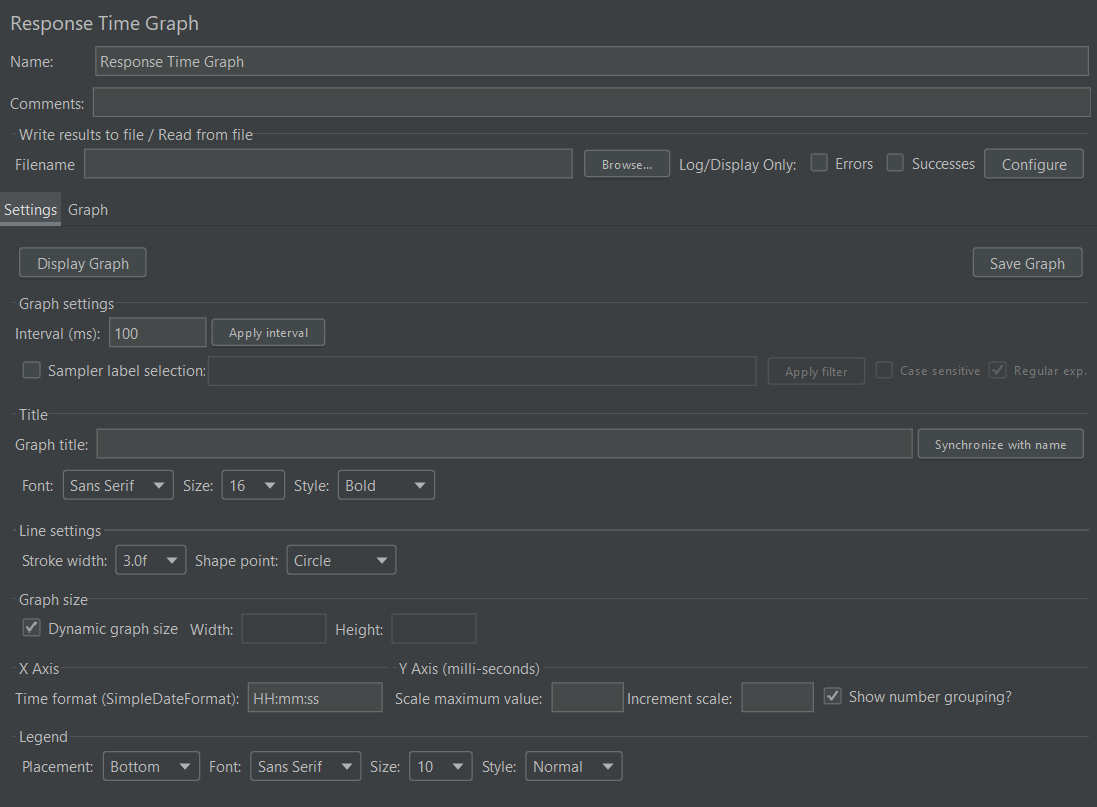 Response Time Graph
Name: Response Time Graph
Comments:
Write results to file / Read from file
Filename Browse... Log/Display Only: Errors Successes Configure
Settings Graph
Display Graph Save Graph
Graph settings
Interval (ms): 100 Apply interval
Sampler label selection: Apply filter Case sensitive Regular exp.
Title
Graph title: Synchronize with name
Font: Sans Serif Size: 16 Style: Bold
Line settings
Stroke width: 3.0f Shape point: Circle
Graph size
Dynamic graph size Width: Height:
X Axis Y Axis (milli-seconds)
Time format (SimpleDateFormat): HH:mm:ss Scale maximum value: Increment scale: Show number grouping?
Legend
Placement: Bottom Font: Sans Serif Size: 10 Style: Normal